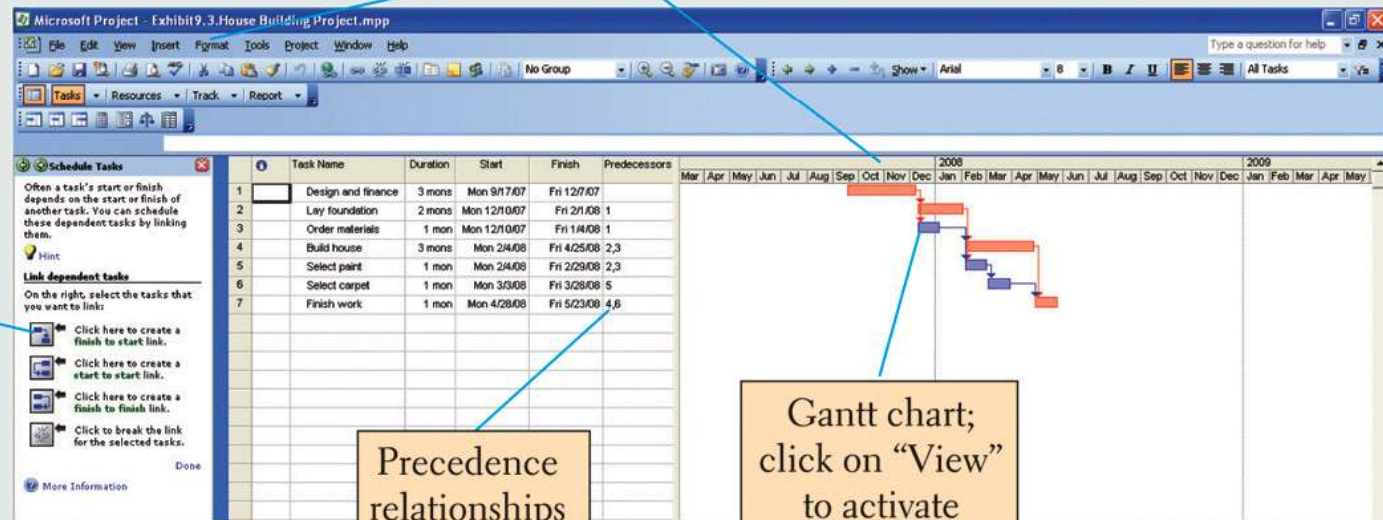 Microsoft Project - Exhibit9.3.House Building Project.mpp
File Edit View Insert Format Tools Project Window Help
Type a question for help
No Group
Show
Arial
8
B I U
All Tasks
Tasks Resources Track Report
Schedule Tasks
Often a task's start or finish
depends on the start or finish of
another task. You can schedule
these dependent tasks by linking
them.
Hint
Link dependent tasks
On the right, select the tasks that
you want to link:
Click here to create a
finish to start link.
Click here to create a
start to start link.
Click here to create a
finish to finish link.
Click to break the link
for the selected tasks.
Done
More Information
Task Name Duration Start Finish Predecessors
1 Design and finance 3 mons Mon 9/17/07 Fri 12/7/07
2 Lay foundation 2 mons Mon 12/10/07 Fri 2/1/08 1
3 Order materials 1 mon Mon 12/10/07 Fri 1/4/08 1
4 Build house 3 mons Mon 2/4/08 Fri 4/25/08 2,3
5 Select paint 1 mon Mon 2/4/08 Fri 2/29/08 2,3
6 Select carpet 1 mon Mon 3/3/08 Fri 3/28/08 5
7 Finish work 1 mon Mon 4/28/08 Fri 5/23/08 4,6
2008 2009
Mar Apr May Jun Jul Aug Sep Oct Nov Dec Jan Feb Mar Apr May Jun Jul Aug Sep Oct Nov Dec Jan Feb Mar Apr May
Precedence
relationships
Gantt chart;
click on “View”
to activate